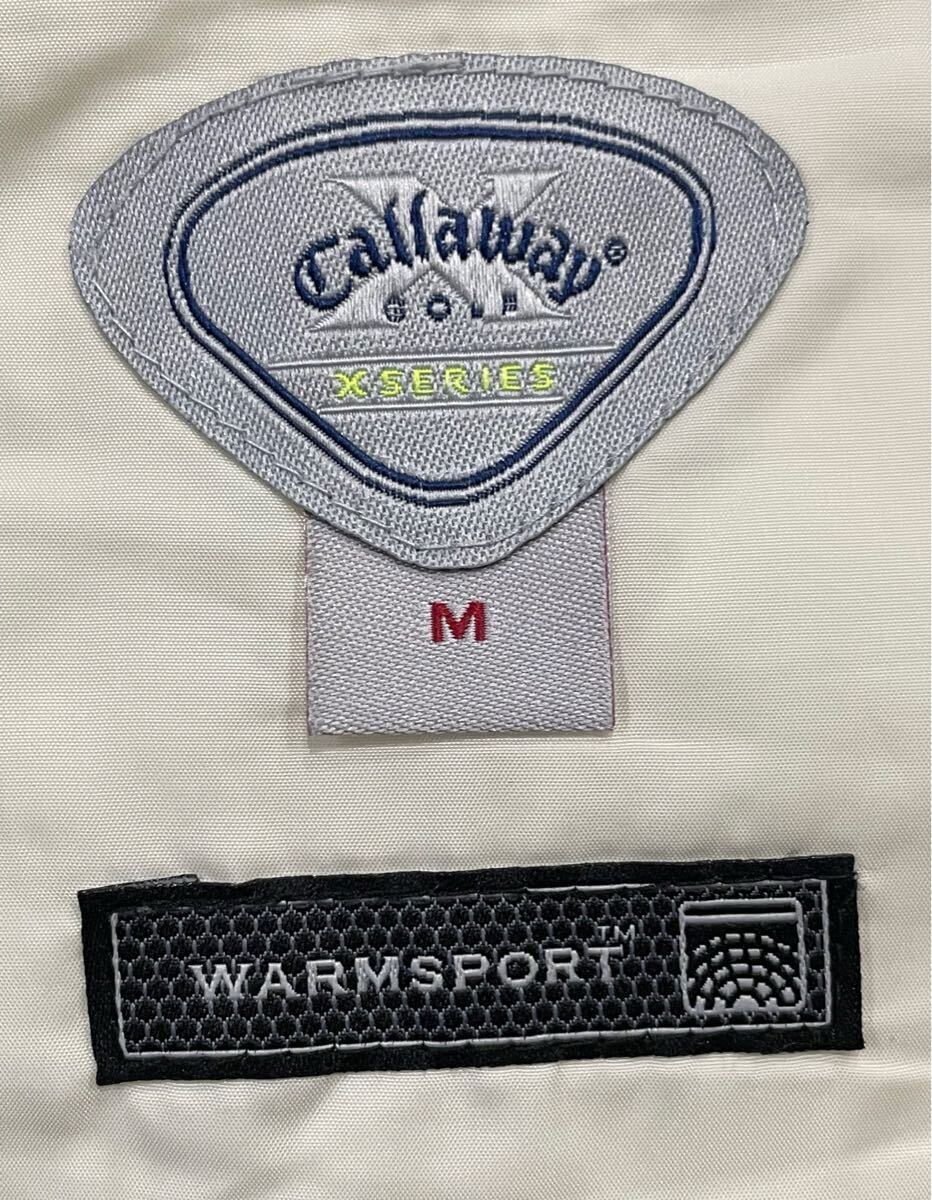 X
Callaway®
GOLF
XSERIES
M
WARMSPORT™